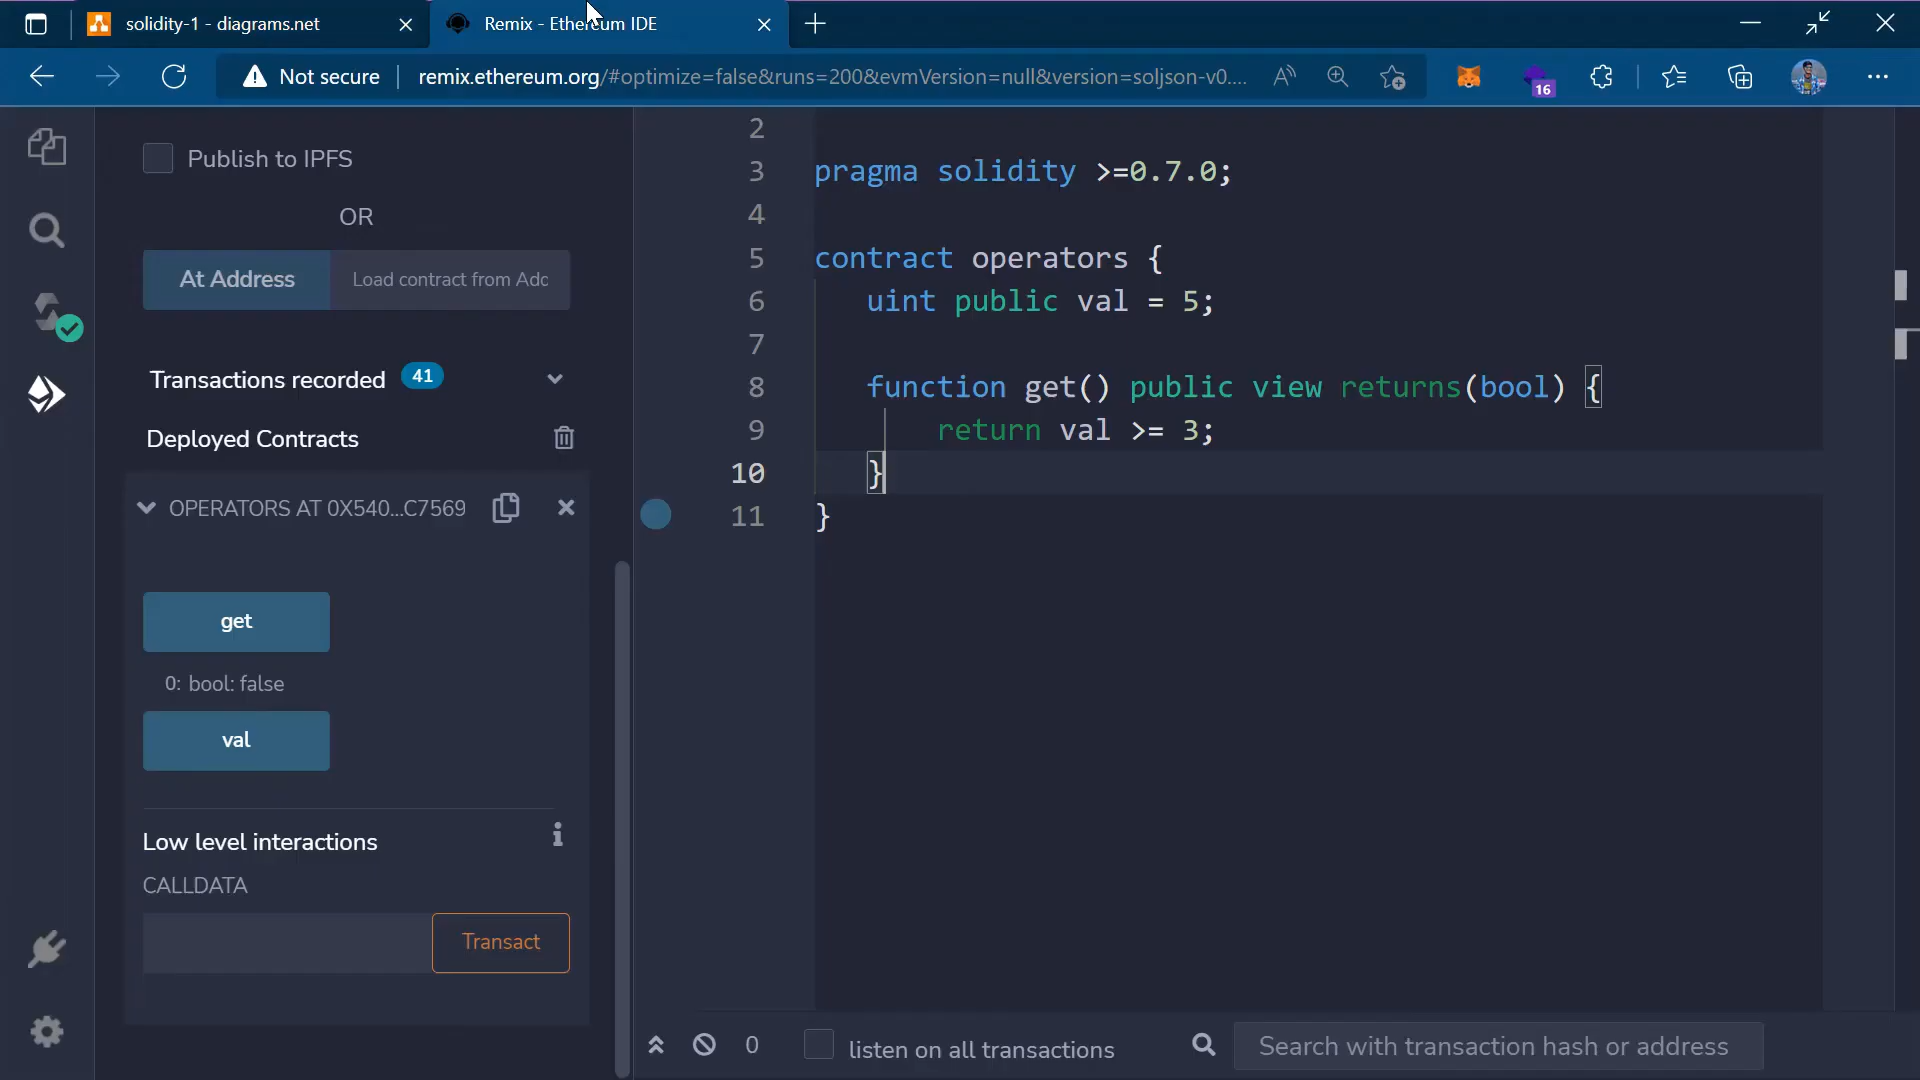 solidity-1 - diagrams.net
Remix - Ethereum IDE
Not secure
remix.ethereum.org/#optimize=false&runs=200&evmVersion=null&version=soljson-v0....
16
Publish to IPFS
OR
At Address
Load contract from Adc
Transactions recorded 41
Deployed Contracts
OPERATORS AT 0X540...C7569
get
0: bool: false
val
Low level interactions
CALLDATA
Transact
2
3 pragma solidity >=0.7.0;
4
5 contract operators {
6 uint public val = 5;
7
8 function get() public view returns(bool) {
9 return val >= 3;
10 }
11 }
0
listen on all transactions
Search with transaction hash or address